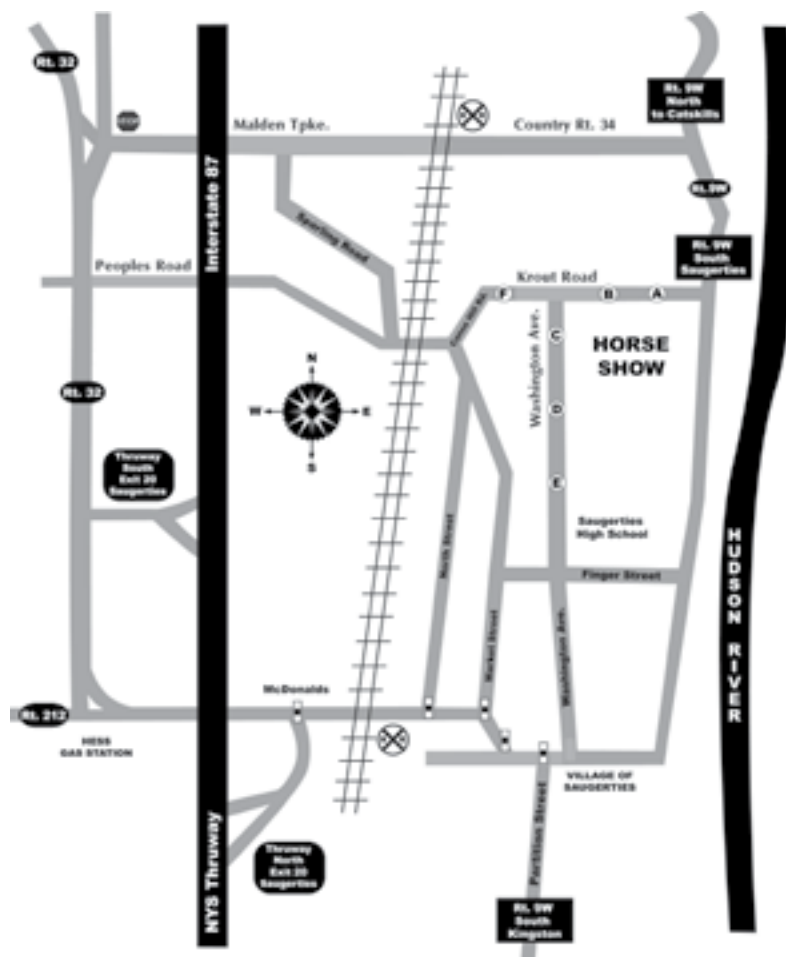 Rt. 32
STOP
Malden Tpke.
Country Rt. 34
Rt. 9W
North
to Catskills
Rt. 9W
Rt. 9W
South
Saugerties
Interstate 87
Sparling Road
Peoples Road
Krout Road
F
B
A
C
D
E
Washington Ave.
HORSE
SHOW
N
W
E
S
Rt. 32
Thruway
South
Exit 20
Saugerties
Saugerties
High School
Finger Street
North Street
Market Street
Washington Ave.
HUDSON RIVER
McDonalds
Rt. 212
HESS
GAS STATION
VILLAGE OF
SAUGERTIES
Partition Street
NYS Thruway
Thruway
North
Exit 20
Saugerties
Rt. 9W
South
Kingston